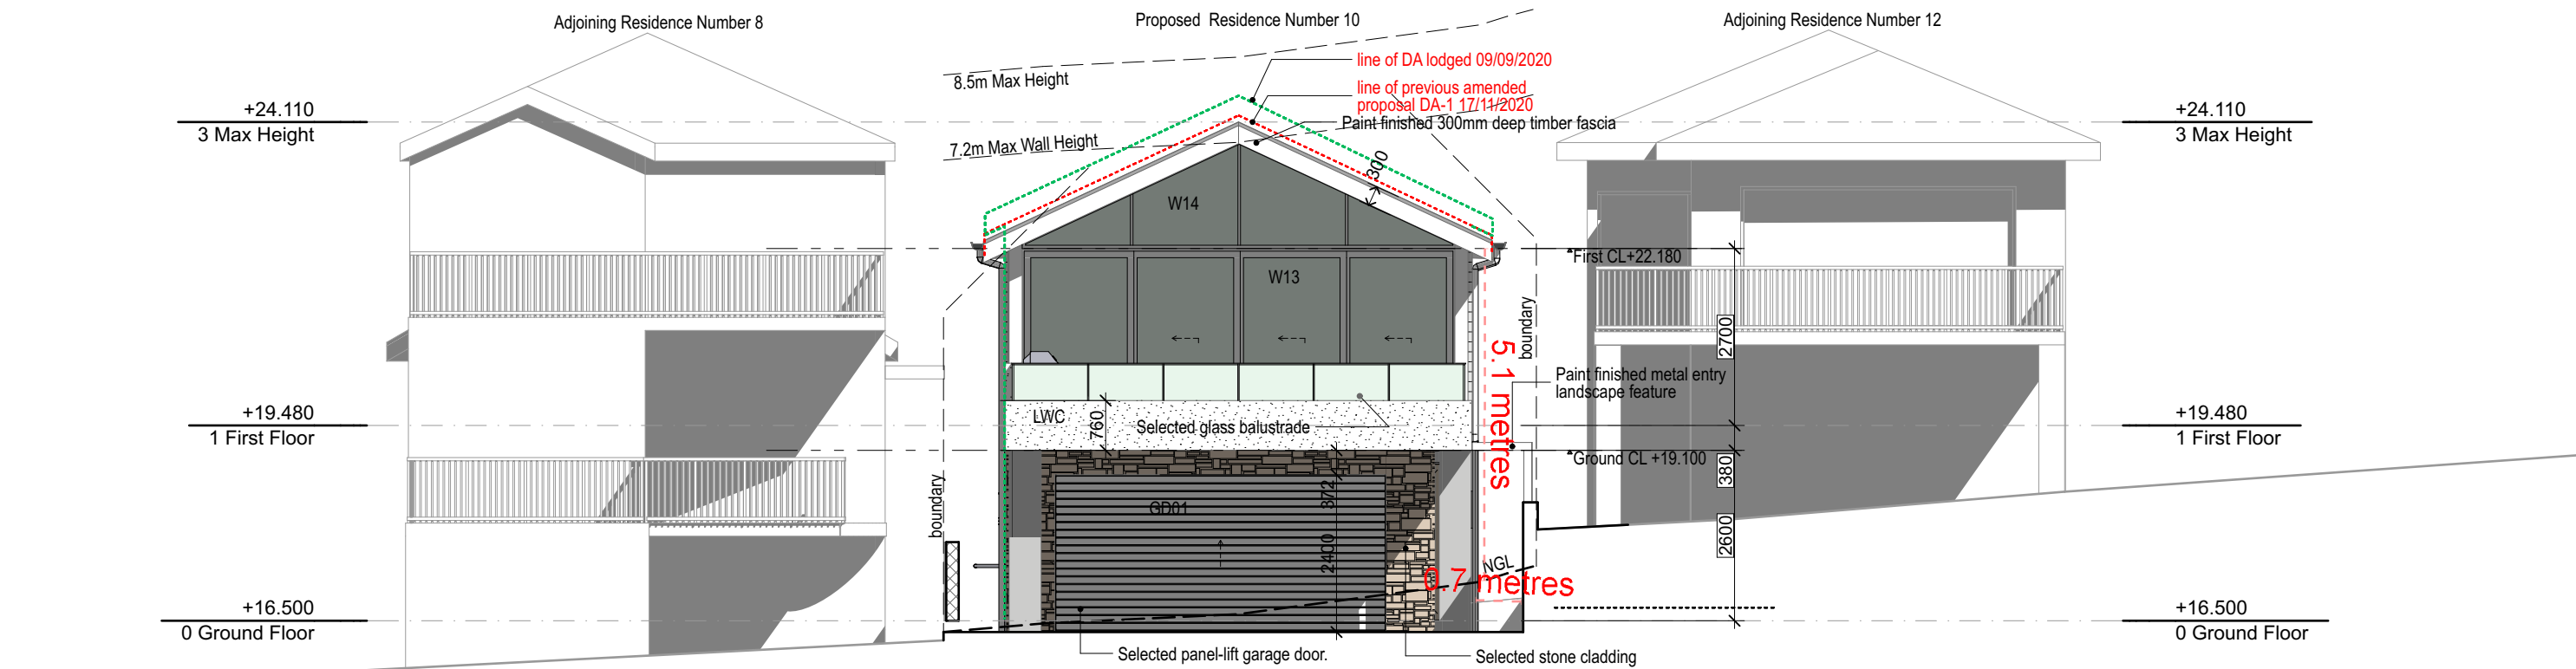 Adjoining Residence Number 8
Proposed Residence Number 10
Adjoining Residence Number 12
line of DA lodged 09/09/2020
8.5m Max Height
line of previous amended
proposal DA-1 17/11/2020
+24.110
3 Max Height
+24.110
3 Max Height
Paint finished 300mm deep timber fascia
7.2m Max Wall Height
300
W14
First CL+22.180
W13
boundary
2700
5.1 metres
Paint finished metal entry
landscape feature
+19.480
1 First Floor
LWC
760
Selected glass balustrade
+19.480
1 First Floor
Ground CL +19.100
380
boundary
372
GD01
2400
2600
NGL
0.7 metres
+16.500
0 Ground Floor
+16.500
0 Ground Floor
Selected panel-lift garage door.
Selected stone cladding